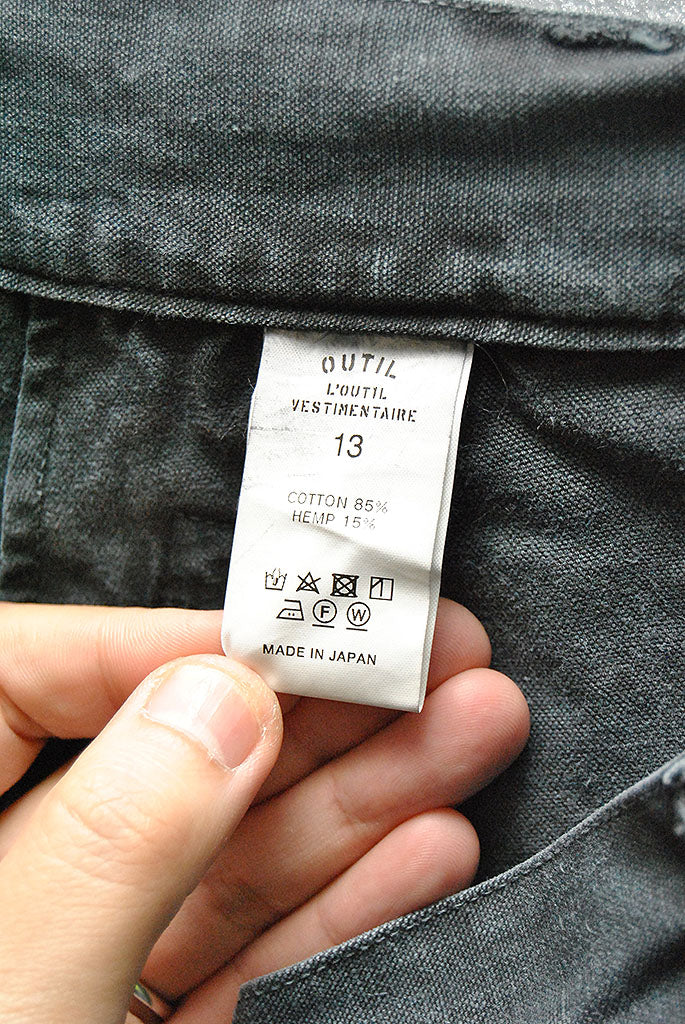 OUTIL
L'OUTIL
VESTIMENTAIRE
13
COTTON 85%
HEMP 15%
F W
MADE IN JAPAN